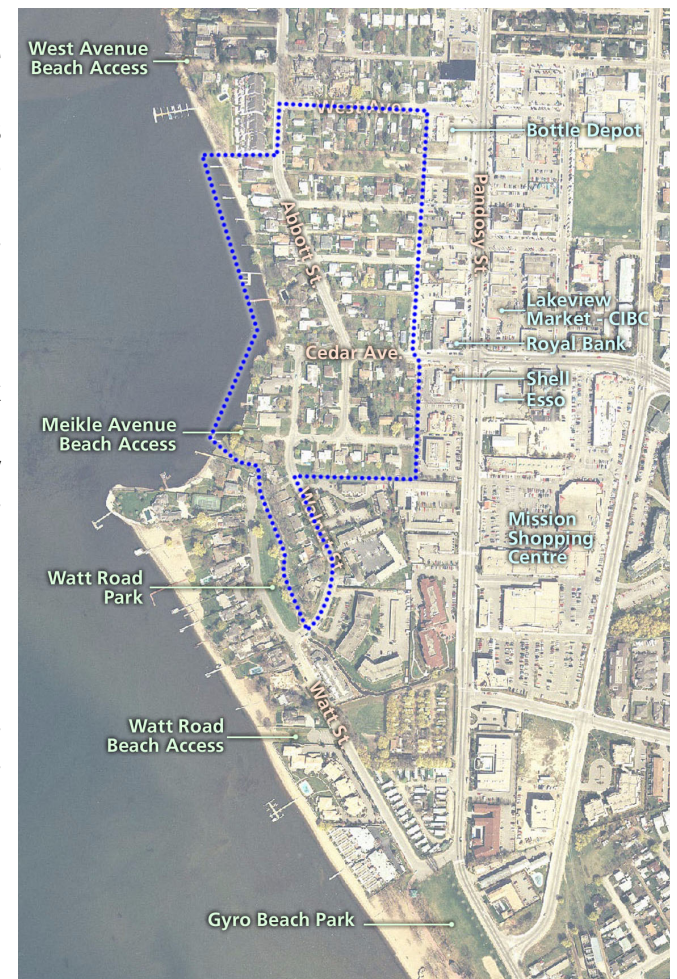 West Avenue
Beach Access
West Ave.
Bottle Depot
Pandosy St
Abbott St
Lakeview
Market - CIBC
Cedar Ave.
Royal Bank
Shell
Esso
Meikle Avenue
Beach Access
Mission
Shopping
Centre
Watt Road
Park
Watt St.
Watt Road
Beach Access
Gyro Beach Park